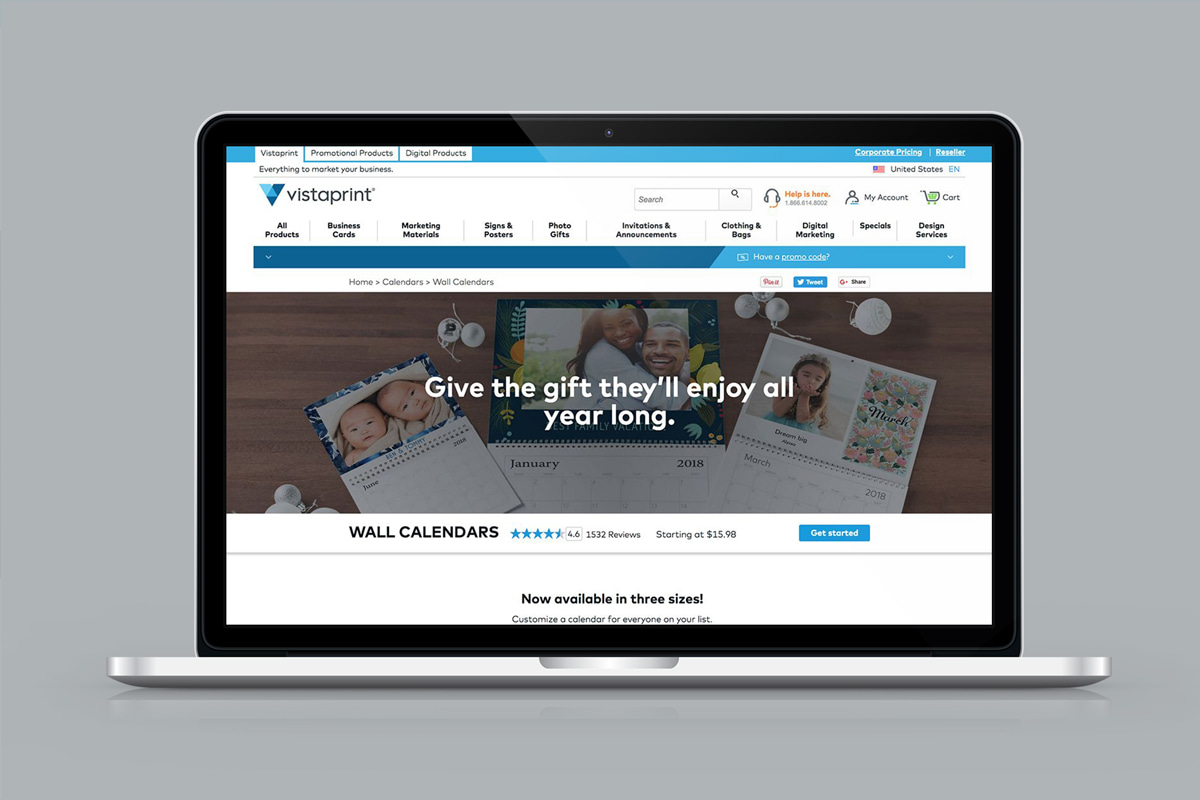 Vistaprint
Promotional Products
Digital Products
Corporate Pricing | Reseller
Everything to market your business.
United States EN
vistaprint®
Search
Help is here.
1.866.614.8002
My Account
Cart
All Products
Business Cards
Marketing Materials
Signs & Posters
Photo Gifts
Invitations & Announcements
Clothing & Bags
Digital Marketing
Specials
Design Services
Have a promo code?
Home > Calendars > Wall Calendars
Pin it
Tweet
G+ Share
Give the gift they'll enjoy all
year long.
BEST FAMILY VACATION
BEN & TOMMY
June
2018
January
2018
Dream big
March
March
2018
WALL CALENDARS
4.6
1532 Reviews
Starting at $15.98
Get started
Now available in three sizes!
Customize a calendar for everyone on your list.